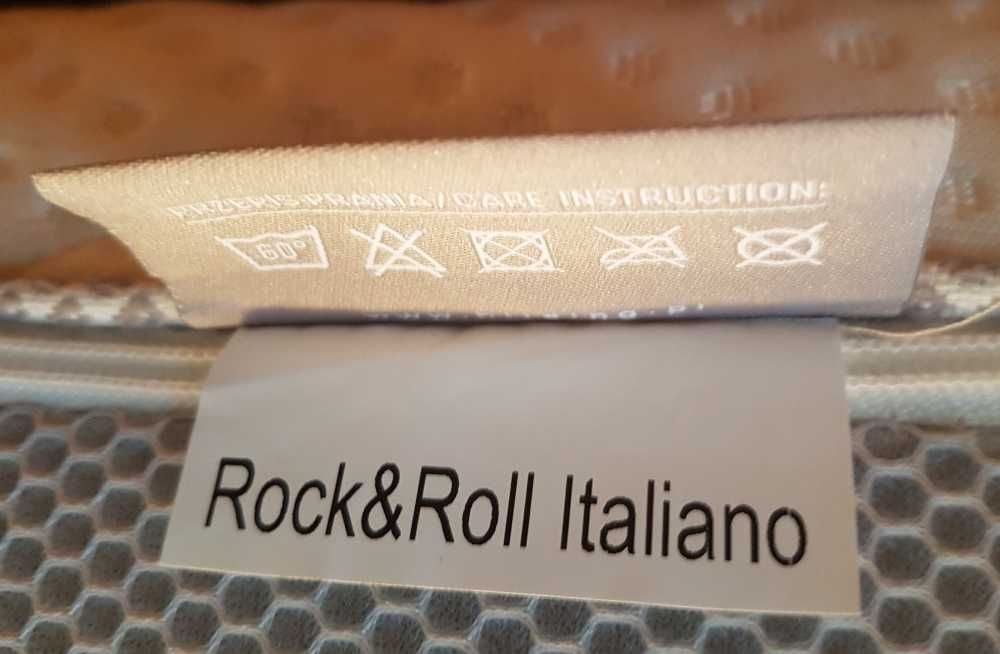 PRZEPIS PRANIA / CARE INSTRUCTION:
60°
Rock&Roll Italiano